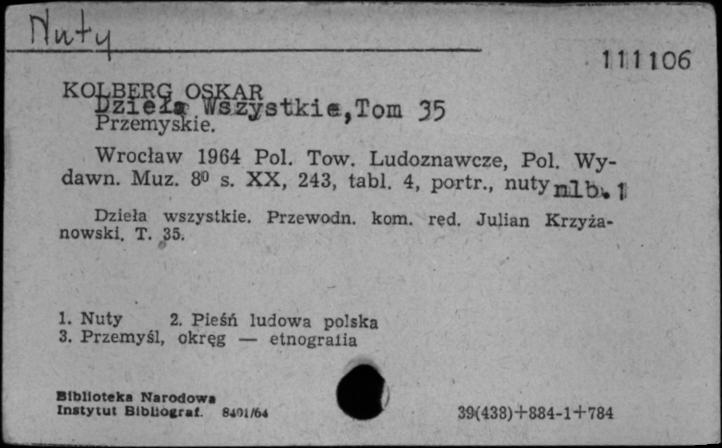 Nuty
111106
KOLBERG OSKAR
Dzieła Wszystkie, Tom 35
Przemyskie.
Wrocław 1964 Pol. Tow. Ludoznawcze, Pol. Wy-
dawn. Muz. 8⁰ s. XX, 243, tabl. 4, portr., nuty nlb. 1
Dzieła wszystkie. Przewodn. kom. red. Julian Krzyża-
nowski. T. 35.
1. Nuty 2. Pieśń ludowa polska
3. Przemyśl, okręg — etnografia
Biblioteka Narodowa
Instytut Bibliograf. 8401/64
39(438)+884-1+784